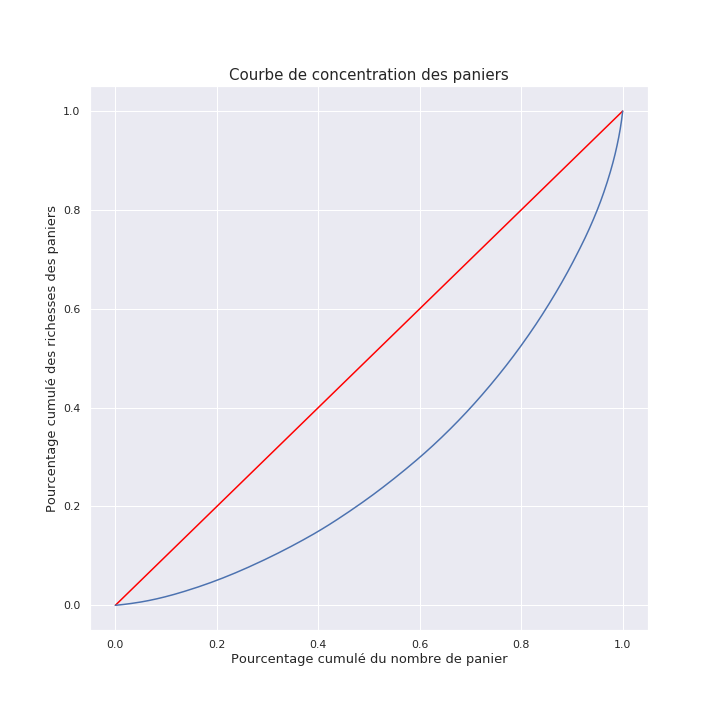 Courbe de concentration des paniers
Pourcentage cumulé des richesses des paniers
1.0
0.8
0.6
0.4
0.2
0.0
0.0 0.2 0.4 0.6 0.8 1.0
Pourcentage cumulé du nombre de panier